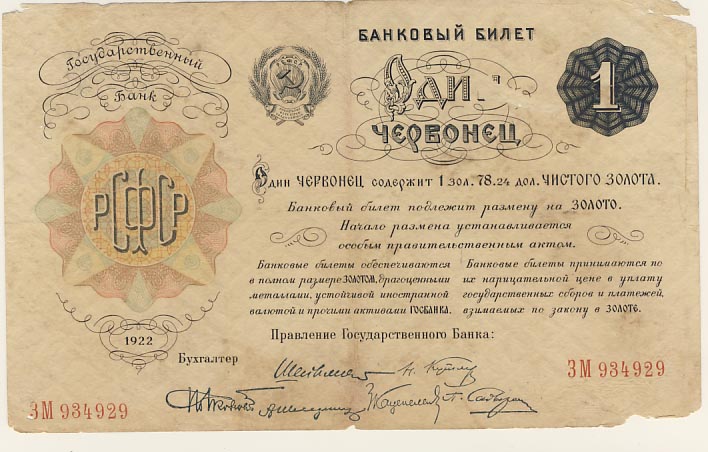 Государственный
Банк
БАНКОВЫЙ БИЛЕТ
1
ЧЕРВОНЕЦ
РСФСР
Один ЧЕРВОНЕЦ содержит 1 зол. 78.24 дол. ЧИСТОГО ЗОЛОТА.
Банковый билет подлежит размену на ЗОЛОТО.
Начало размена устанавливается
особым правительственным актом.
Банковые билеты обеспечиваются
в полном размере ЗОЛОТОМ, драгоценными
металлами, устойчивой иностранной
валютой и прочими активами ГОСБАНКА.
Банковые билеты принимаются по
их нарицательной цене в уплату
государственных сборов и платежей,
взимаемых по закону в ЗОЛОТЕ.
1922
Правление Государственного Банка:
Бухгалтер
ЗМ 934929
ЗМ 934929